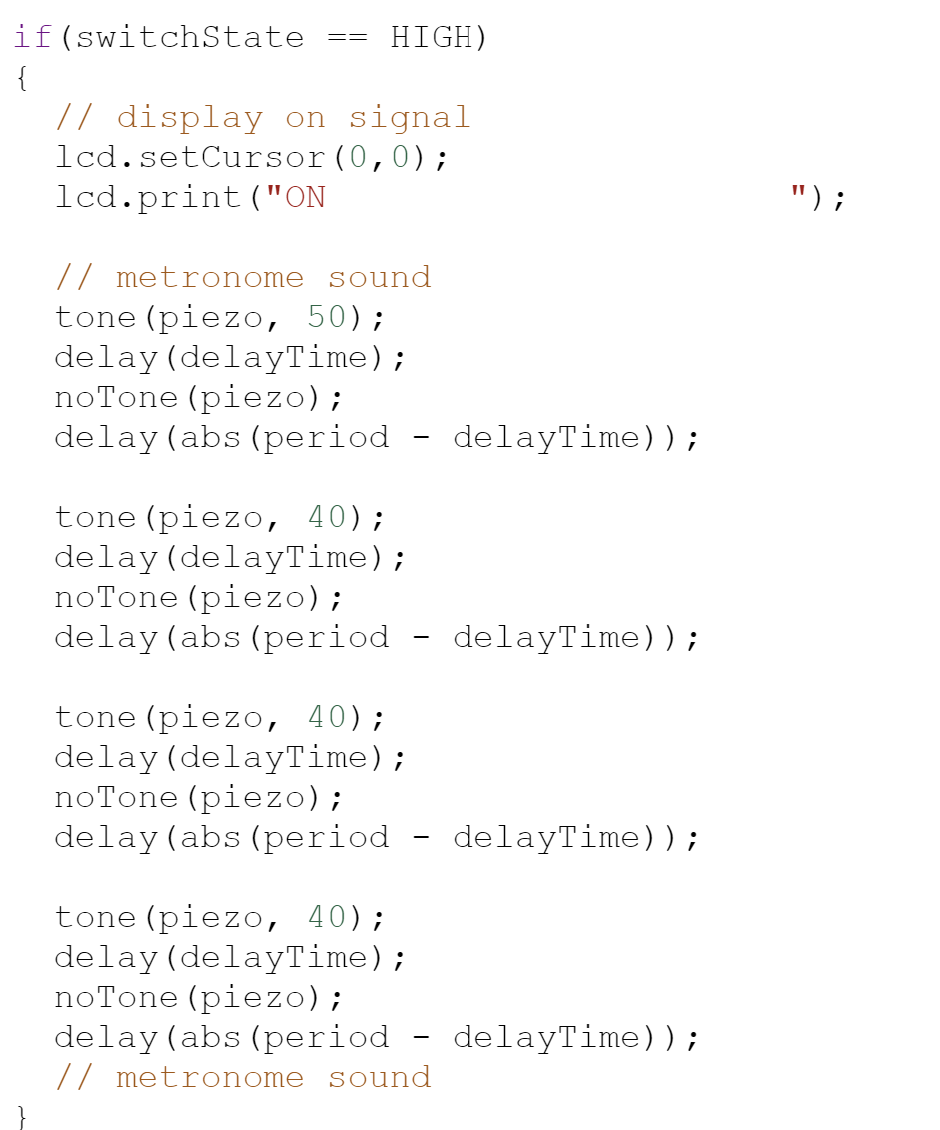 if(switchState == HIGH)
{
  // display on signal
  lcd.setCursor(0,0);
  lcd.print("ON                      ");

  // metronome sound
  tone(piezo, 50);
  delay(delayTime);
  noTone(piezo);
  delay(abs(period - delayTime));

  tone(piezo, 40);
  delay(delayTime);
  noTone(piezo);
  delay(abs(period - delayTime));

  tone(piezo, 40);
  delay(delayTime);
  noTone(piezo);
  delay(abs(period - delayTime));

  tone(piezo, 40);
  delay(delayTime);
  noTone(piezo);
  delay(abs(period - delayTime));
  // metronome sound
}